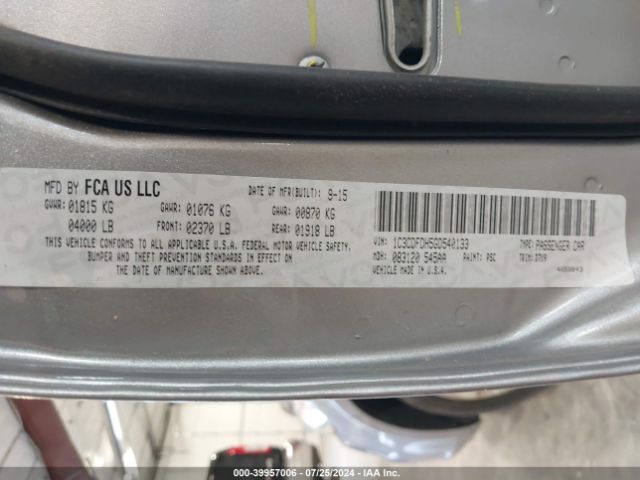 MFD BY FCA US LLC DATE OF MFR(BUILT): 9-15
GVWR: 01815 KG GAWR: 01076 KG GAWR: 00870 KG
04000 LB FRONT: 02370 LB REAR: 01918 LB
THIS VEHICLE CONFORMS TO ALL APPLICABLE U.S.A. FEDERAL MOTOR VEHICLE SAFETY,
BUMPER AND THEFT PREVENTION STANDARDS IN EFFECT ON
THE DATE OF MANUFACTURE SHOWN ABOVE. MADE IN U.S.A.
VIN: 1C3CDFDH5GD540133 TYPE: PASSENGER CAR
MDH: 083120 545AA PAINT: PSC TRIM:
000-39957006 / 07/25/2024 / IAA Inc.